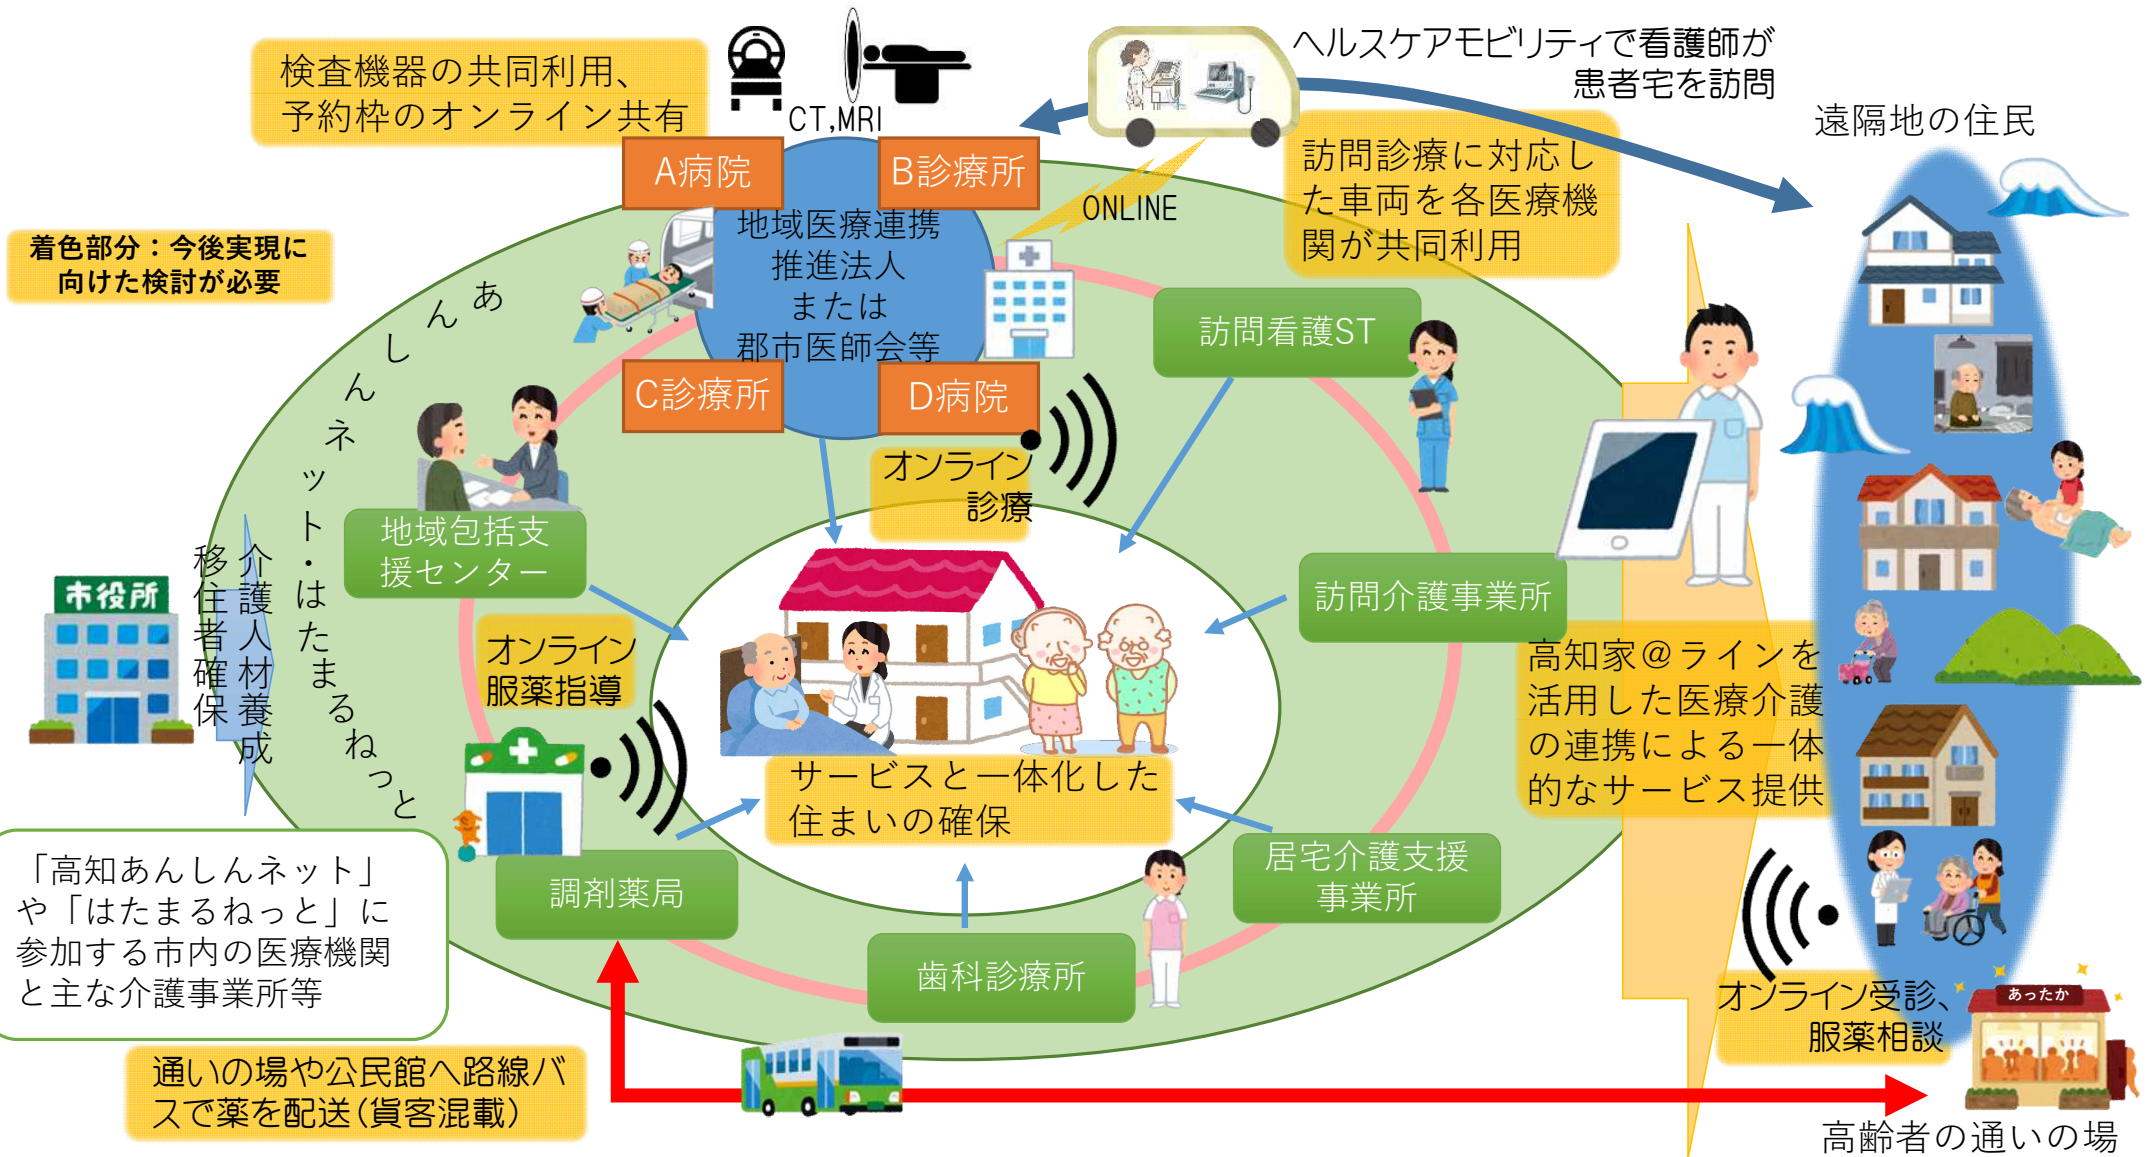 検査機器の共同利用、
予約枠のオンライン共有
CT,MRI
ヘルスケアモビリティで看護師が
患者宅を訪問
遠隔地の住民
A病院
B診療所
地域医療連携
推進法人
または
郡市医師会等
C診療所
D病院
ONLINE
訪問診療に対応し
た車両を各医療機
関が共同利用
着色部分：今後実現に
向けた検討が必要
あんしんネット・はたまるねっと
訪問看護ST
オンライン
診療
地域包括支
援センター
市役所
介護人材養成
移住者確保
オンライン
服薬指導
訪問介護事業所
高知家＠ラインを
活用した医療介護
の連携による一体
的なサービス提供
サービスと一体化した
住まいの確保
「高知あんしんネット」
や「はたまるねっと」に
参加する市内の医療機関
と主な介護事業所等
調剤薬局
居宅介護支援
事業所
歯科診療所
オンライン受診、
服薬相談
あったか
通いの場や公民館へ路線バ
スで薬を配送(貨客混載)
高齢者の通いの場